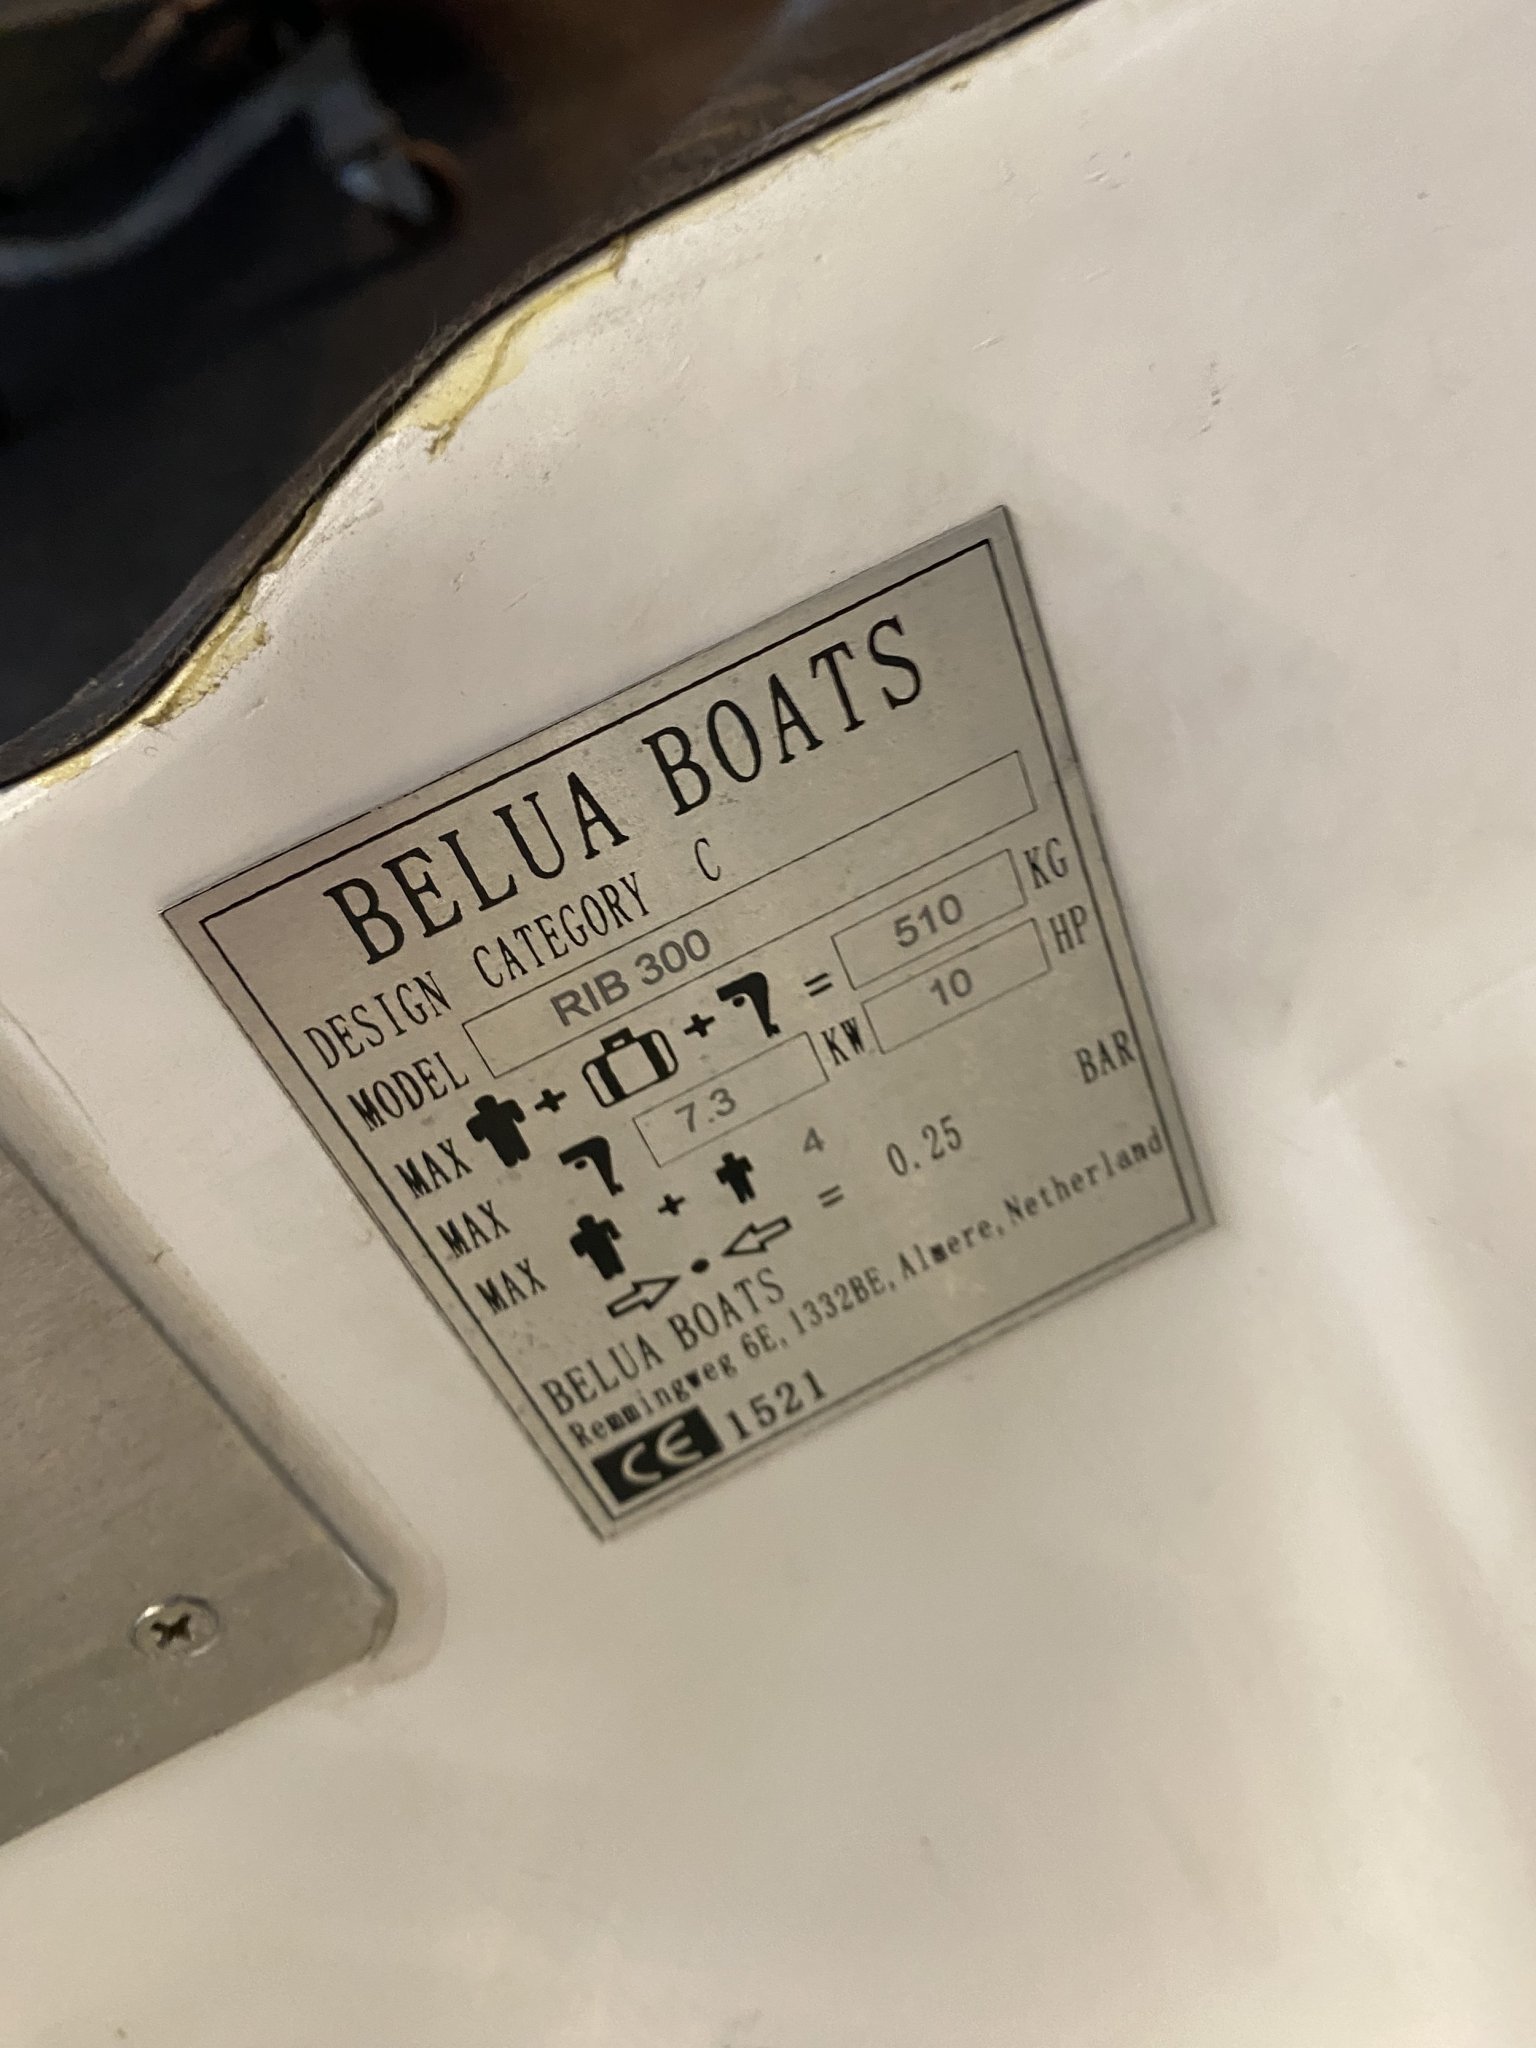 BELUA BOATS
DESIGN CATEGORY C
MODEL RIB 300
MAX + + = 510 KG
MAX 7.3 KW 10 HP
MAX + 4
= 0.25 BAR
BELUA BOATS
Remmingweg 6E, 1332BE, Almere, Netherland
CE 1521